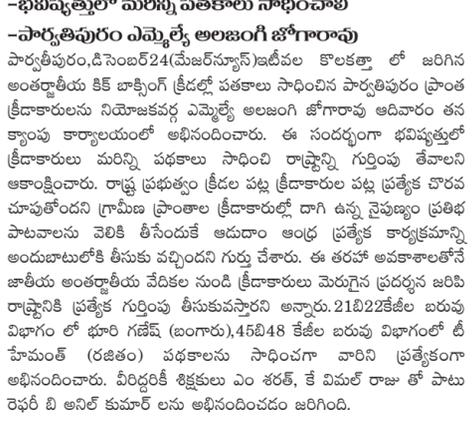 -భవిష్యత్తులో మరిన్ని పతకాలు సాధించాలి
-పార్వతిపురం ఎమ్మెల్యే అలజంగి జోగారావు
పార్వతీపురం,డిసెంబర్24(మేజర్‌న్యూస్)ఇటీవల కొలకత్తా లో జరిగిన
అంతర్జాతీయ కిక్ బాక్సింగ్ క్రీడల్లో పతకాలు సాధించిన పార్వతిపురం ప్రాంత
క్రీడాకారులను నియోజకవర్గ ఎమ్మెల్యే అలజంగి జోగారావు ఆదివారం తన
క్యాంపు కార్యాలయంలో అభినందించారు. ఈ సందర్భంగా భవిష్యత్తులో
క్రీడాకారులు మరిన్ని పథకాలు సాధించి రాష్ట్రాన్ని గుర్తింపు తేవాలని
ఆకాంక్షించారు. రాష్ట్ర ప్రభుత్వం క్రీడల పట్ల క్రీడాకారుల పట్ల ప్రత్యేక చొరవ
చూపుతోందని గ్రామీణ ప్రాంతాల క్రీడాకారుల్లో దాగి ఉన్న నైపుణ్యం ప్రతిభ
పాటవాలను వెలికి తీసేందుకే ఆడుదాం ఆంధ్ర ప్రత్యేక కార్యక్రమాన్ని
అందుబాటులోకి తీసుకు వచ్చిందని గుర్తు చేశారు. ఈ తరహా అవకాశాలతోనే
జాతీయ అంతర్జాతీయ వేదికల నుండి క్రీడాకారులు మెరుగైన ప్రదర్శన జరిపి
రాష్ట్రానికి ప్రత్యేక గుర్తింపు తీసుకువస్తారని అన్నారు.21బి22కేజీల బరువు
విభాగం లో భూరి గణేష్ (బంగారు),45బి48 కేజీల బరువు విభాగంలో టీ
హేమంత్ (రజితం) పథకాలను సాధించగా వారిని ప్రత్యేకంగా
అభినందించారు. వీరిద్దరికీ శిక్షకులు ఎం శరత్, కే విమల్ రాజు తో పాటు
రెఫరీ బి అనిల్ కుమార్ లను అభినందించడం జరిగింది.